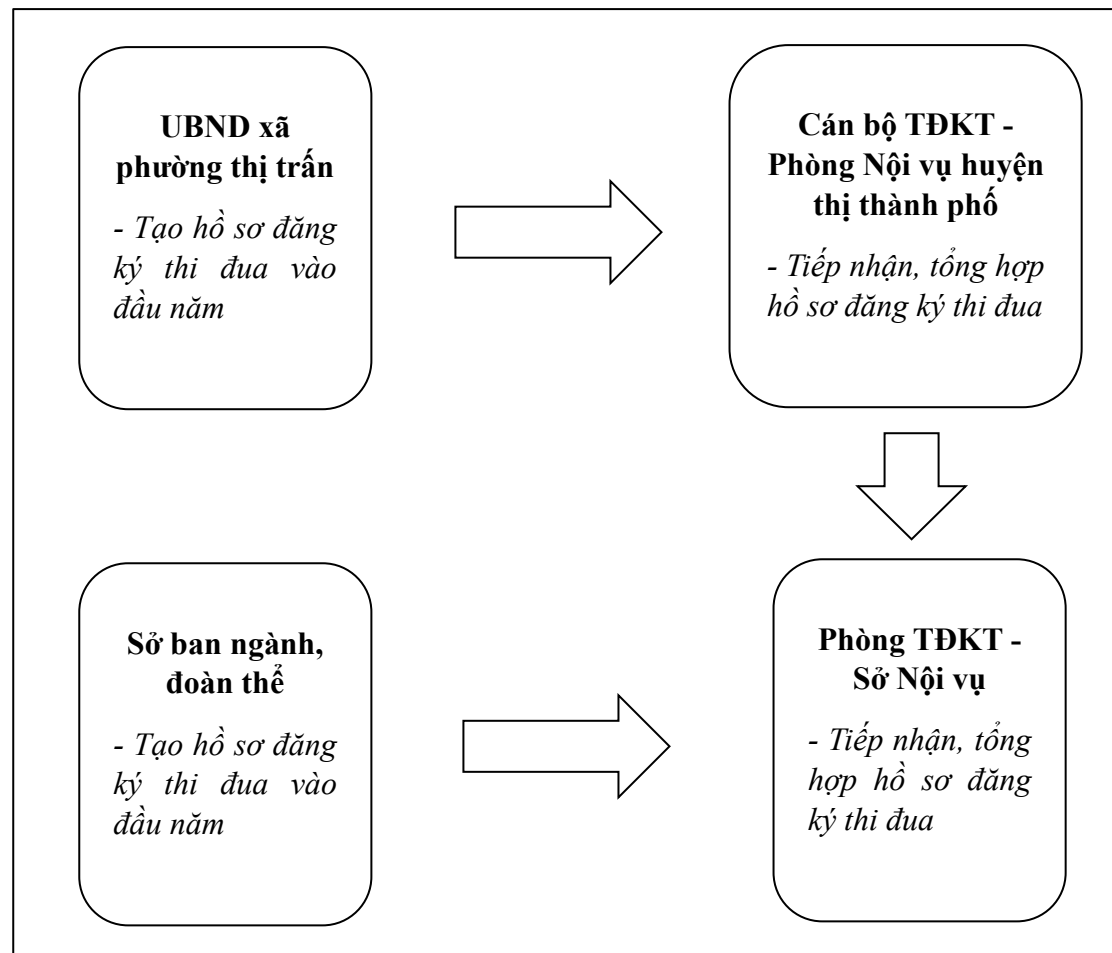 UBND xã
phường thị trấn
- Tạo hồ sơ đăng
ký thi đua vào
đầu năm
Cán bộ TĐKT -
Phòng Nội vụ huyện
thị thành phố
- Tiếp nhận, tổng hợp
hồ sơ đăng ký thi đua
Sở ban ngành,
đoàn thể
- Tạo hồ sơ đăng
ký thi đua vào
đầu năm
Phòng TĐKT -
Sở Nội vụ
- Tiếp nhận, tổng
hợp hồ sơ đăng
ký thi đua